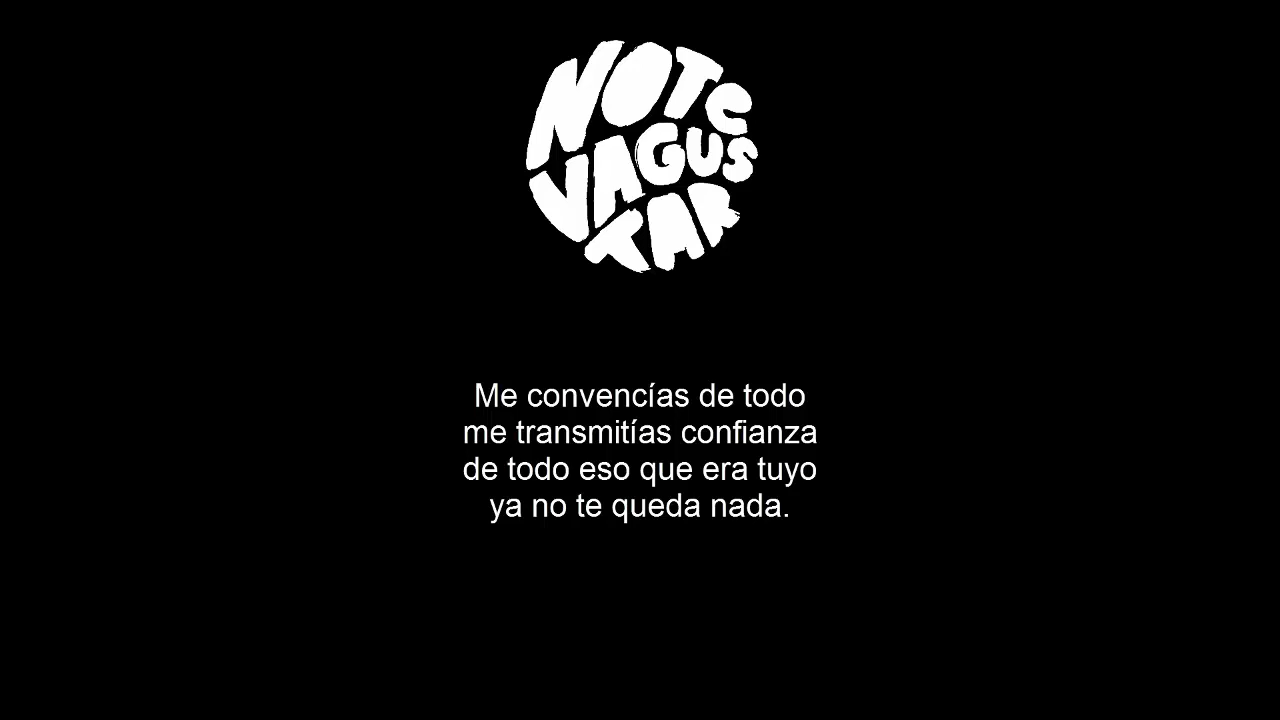 NO TE
VA GUS
TAR
Me convencías de todo
me transmitías confianza
de todo eso que era tuyo
ya no te queda nada.